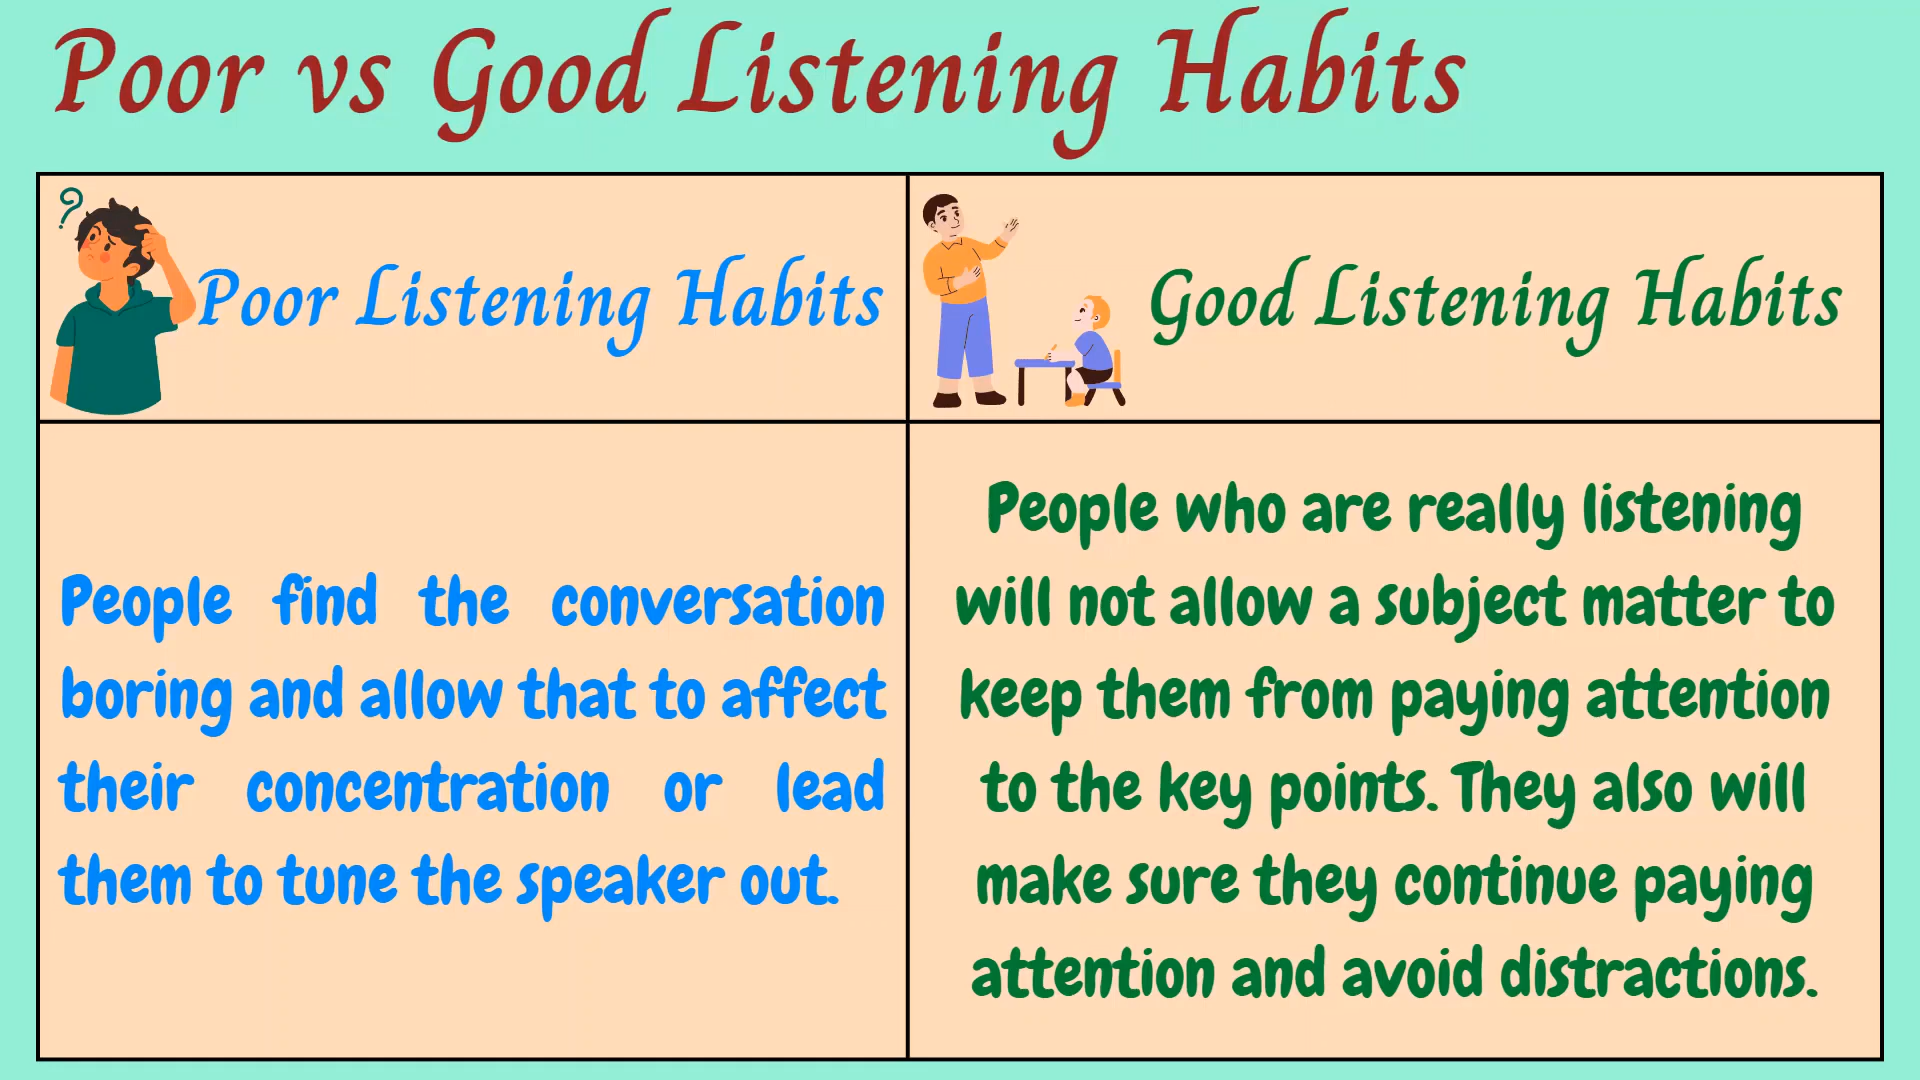 Poor vs Good Listening Habits
?
Poor Listening Habits
Good Listening Habits
People find the conversation
boring and allow that to affect
their concentration or lead
them to tune the speaker out.
People who are really listening
will not allow a subject matter to
keep them from paying attention
to the key points. They also will
make sure they continue paying
attention and avoid distractions.